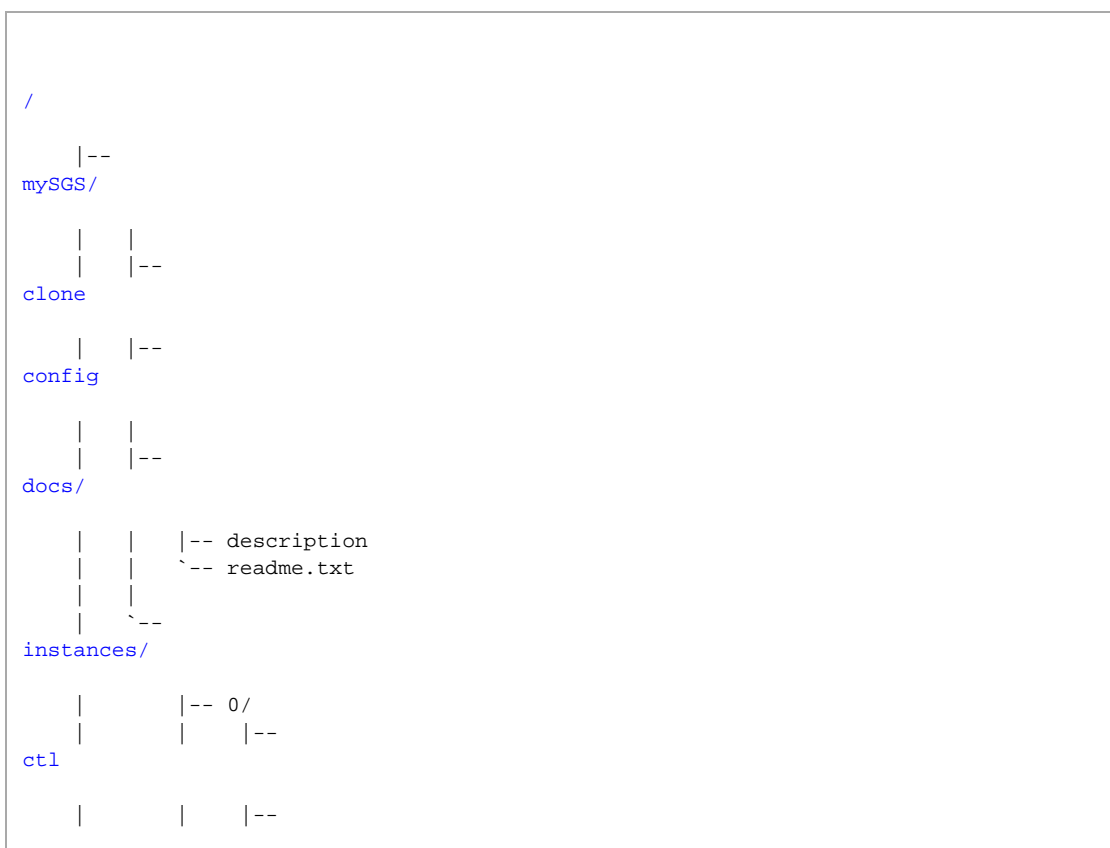 /
    |--
mySGS/
    |   |
    |   |--
clone
    |   |--
config
    |   |
    |   |--
docs/
    |   |   |-- description
    |   |   `-- readme.txt
    |   |
    |   `--
instances/
    |       |-- 0/
    |       |    |--
ctl
    |       |    |--